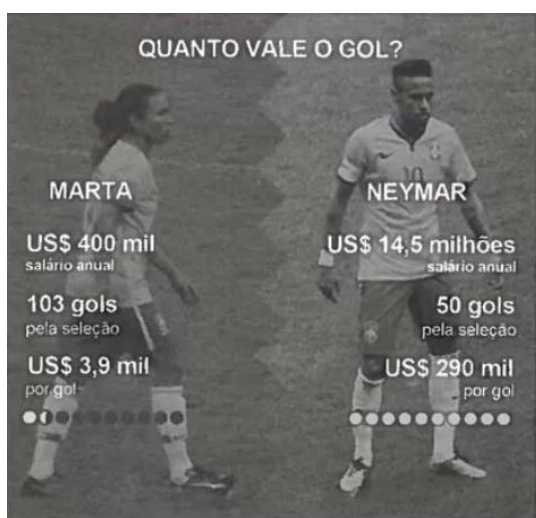 QUANTO VALE O GOL?
MARTA
US$ 400 mil
salário anual
103 gols
pela seleção
US$ 3,9 mil
por gol
NEYMAR
10
US$ 14,5 milhões
salário anual
50 gols
pela seleção
US$ 290 mil
por gol